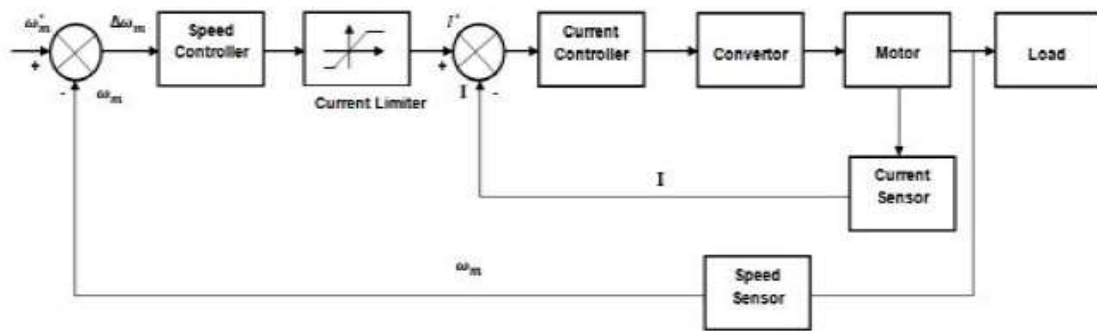 ω*m
Δωm
+
-
ωm
Speed
Controller
Current Limiter
I*
+
I
-
Current
Controller
Convertor
Motor
Load
Current
Sensor
I
ωm
Speed
Sensor